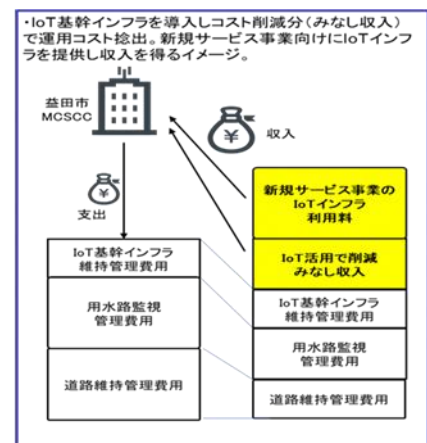 ・IoT基幹インフラを導入しコスト削減分（みなし収入）
で運用コスト捻出。新規サービス事業向けにIoTインフ
ラを提供し収入を得るイメージ。
益田市
MCSCC
¥
収入
¥
支出
新規サービス事業の
IoTインフラ
利用料
IoT活用で削減
みなし収入
IoT基幹インフラ
維持管理費用
用水路監視
管理費用
道路維持管理費用
IoT基幹インフラ
維持管理費用
用水路監視
管理費用
道路維持管理費用